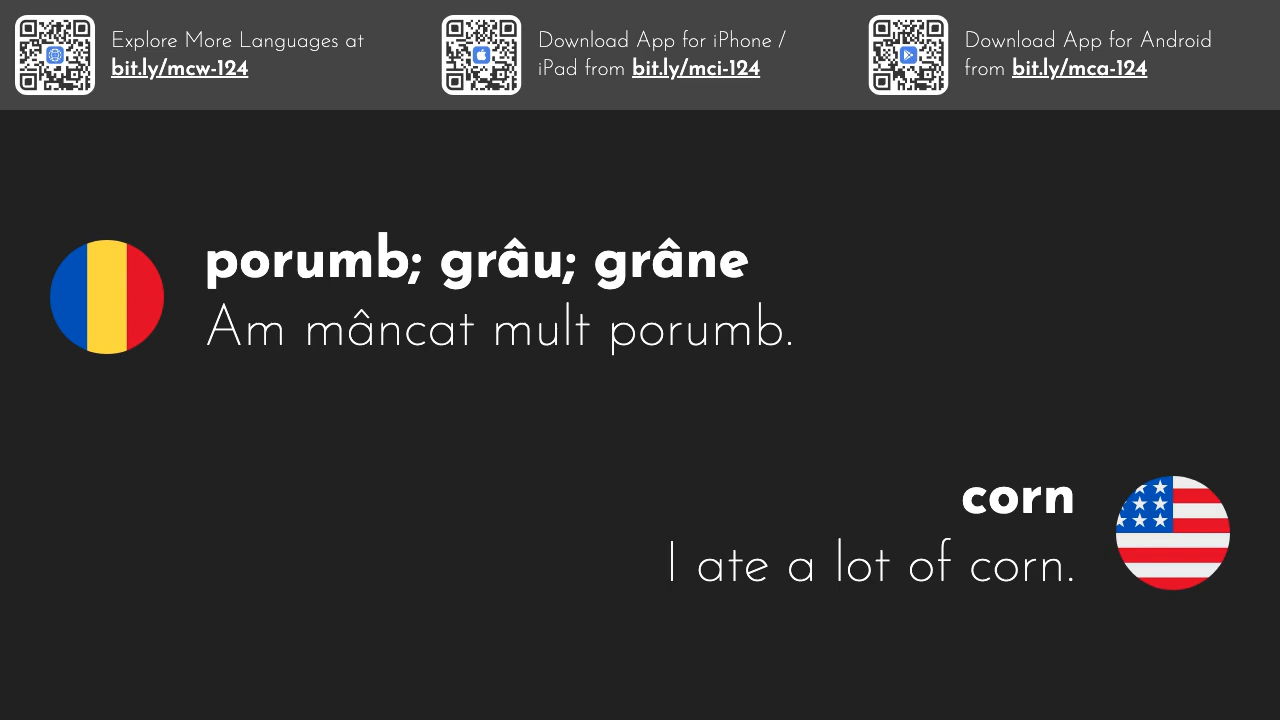 Explore More Languages at
bit.ly/mcw-124
Download App for iPhone /
iPad from bit.ly/mci-124
Download App for Android
from bit.ly/mca-124
porumb; grâu; grâne
Am mâncat mult porumb.
corn
I ate a lot of corn.